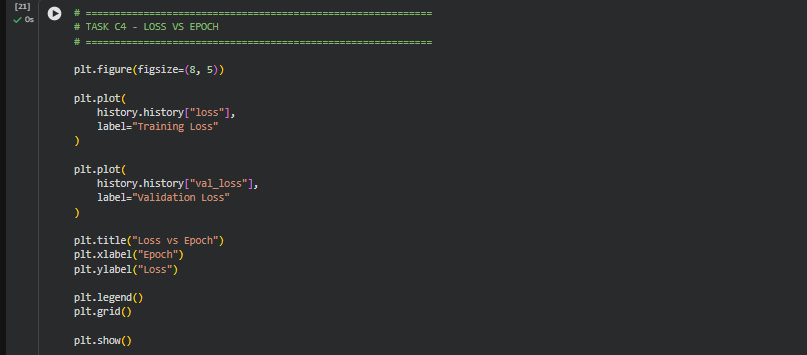 [21]
0s
# ============================================================
# TASK C4 - LOSS VS EPOCH
# ============================================================
plt.figure(figsize=(8, 5))
plt.plot(
    history.history["loss"],
    label="Training Loss"
)
plt.plot(
    history.history["val_loss"],
    label="Validation Loss"
)
plt.title("Loss vs Epoch")
plt.xlabel("Epoch")
plt.ylabel("Loss")
plt.legend()
plt.grid()
plt.show()